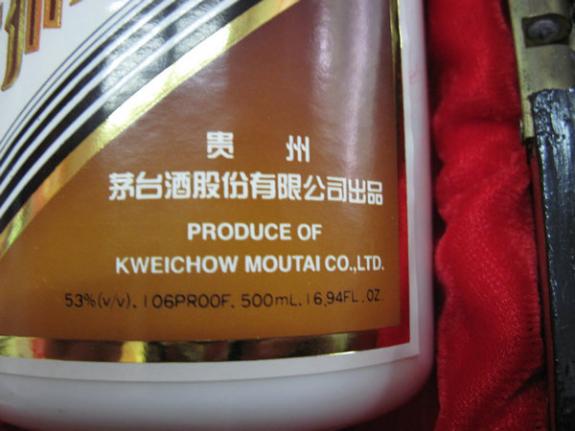 贵 州
茅台酒股份有限公司出品
PRODUCE OF
KWEICHOW MOUTAI CO.,LTD.
53%(v/v). 106PROOF. 500mL. 16.94FL. OZ.